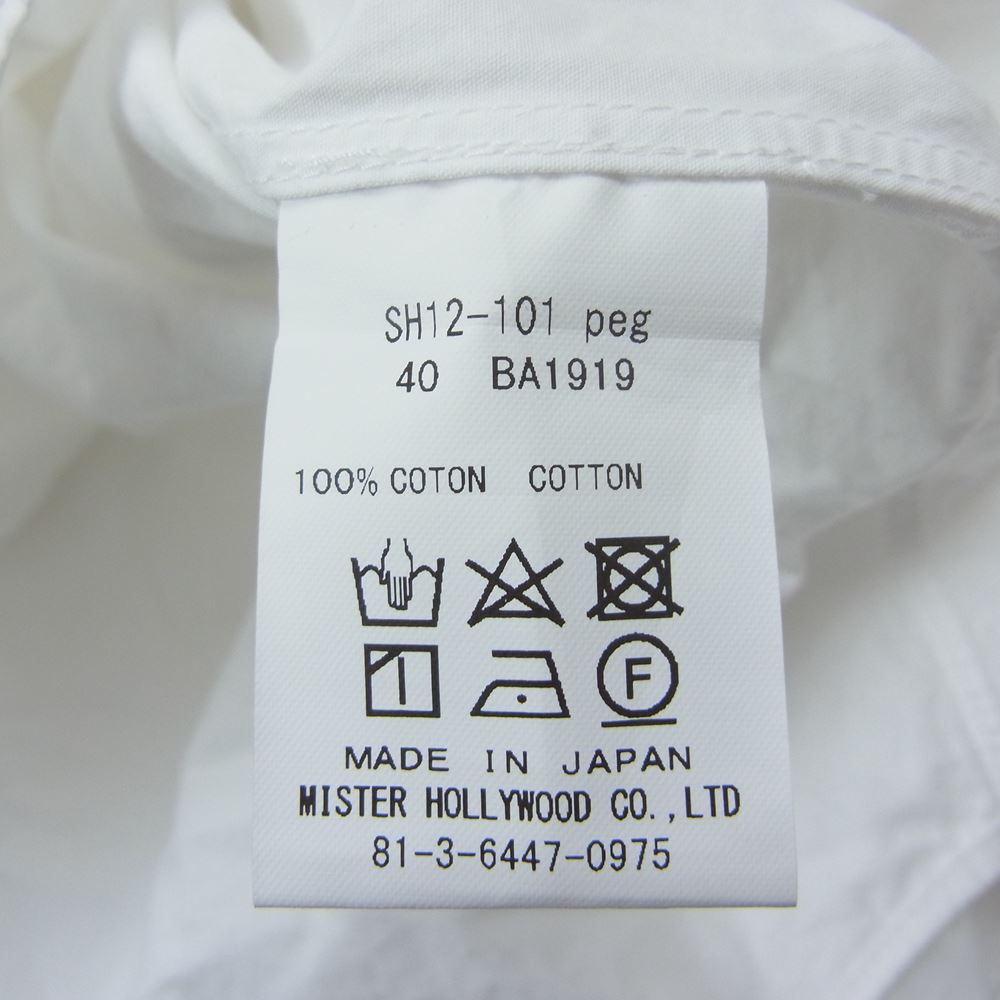 SH12-101 peg
40 BA1919
100% COTON COTTON
F
MADE IN JAPAN
MISTER HOLLYWOOD CO.,LTD
81-3-6447-0975